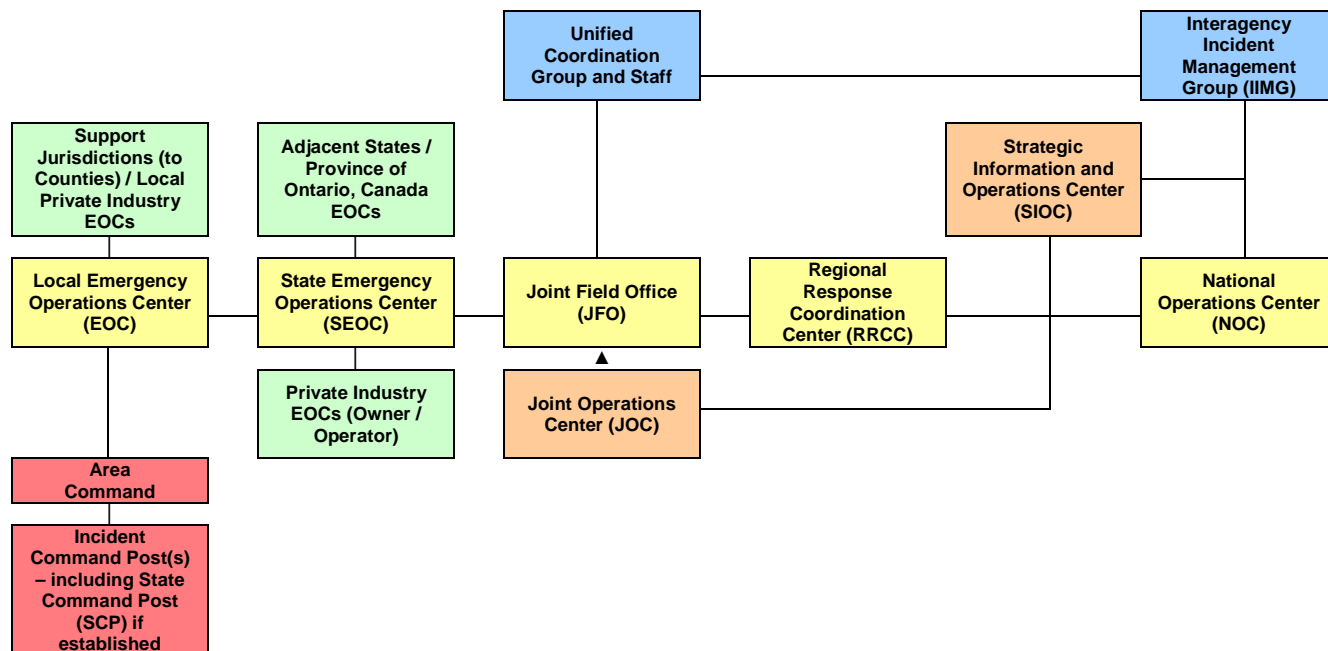 Unified
Coordination
Group and Staff
Interagency
Incident
Management
Group (IIMG)
Support
Jurisdictions (to
Counties) / Local
Private Industry
EOCs
Adjacent States /
Province of
Ontario, Canada
EOCs
Strategic
Information and
Operations Center
(SIOC)
Local Emergency
Operations Center
(EOC)
State Emergency
Operations Center
(SEOC)
Joint Field Office
(JFO)
Regional
Response
Coordination
Center (RRCC)
National
Operations Center
(NOC)
Private Industry
EOCs (Owner /
Operator)
Joint Operations
Center (JOC)
Area
Command
Incident
Command Post(s)
– including State
Command Post
(SCP) if
established